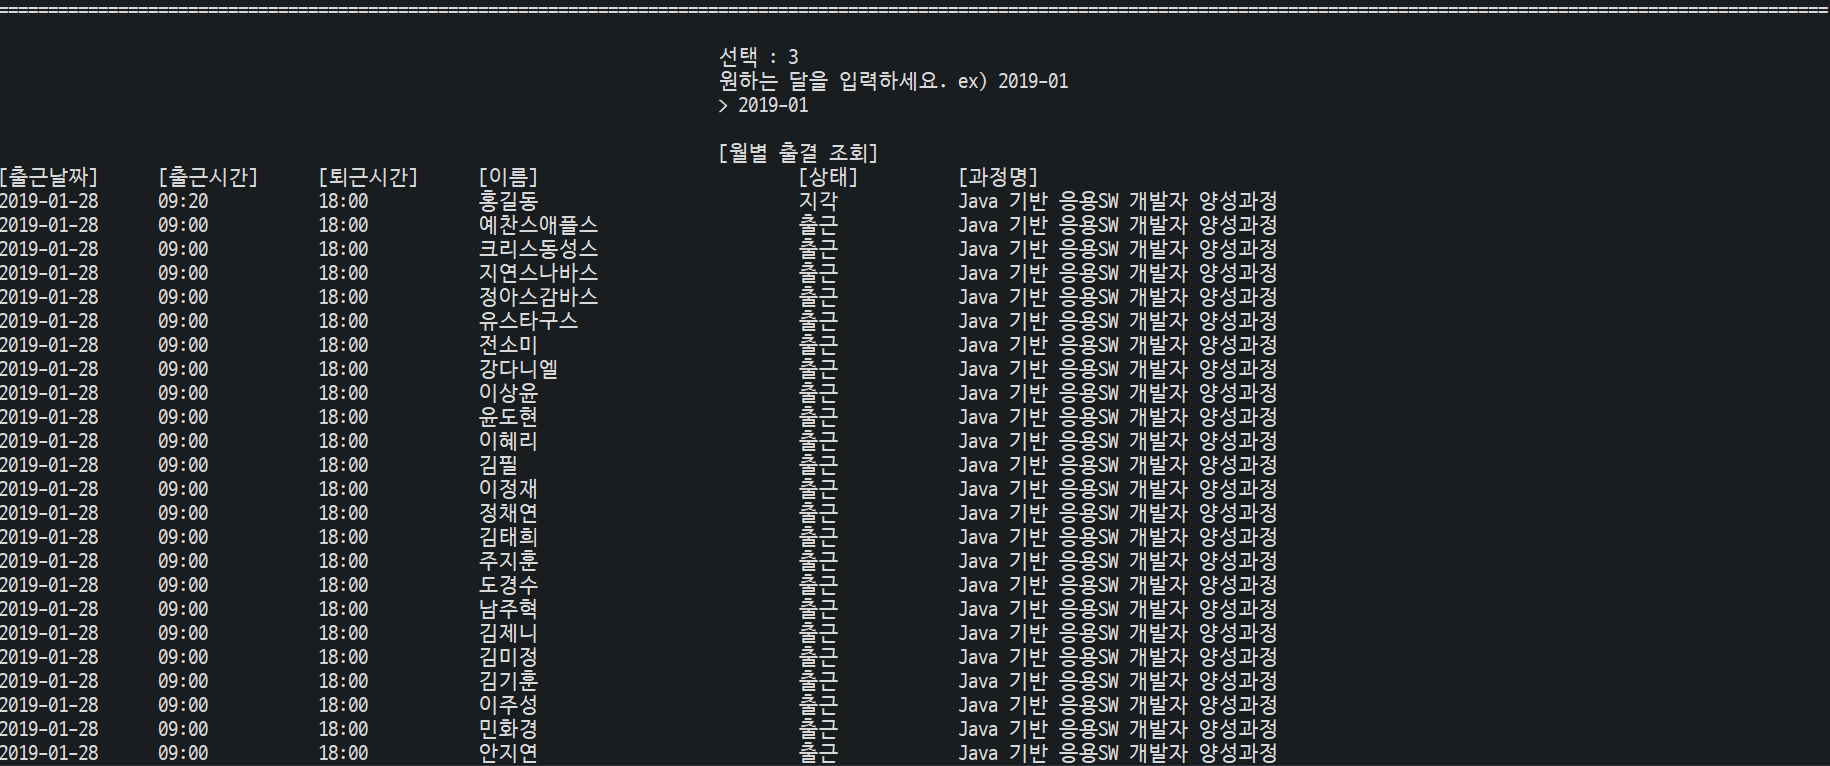 ================================================================================================================================================================================================
선택 : 3
원하는 달을 입력하세요. ex) 2019-01
> 2019-01
[월별 출결 조회]
[출근날짜] [출근시간] [퇴근시간] [이름] [상태] [과정명]
2019-01-28 09:20 18:00 홍길동 지각 Java 기반 응용SW 개발자 양성과정
2019-01-28 09:00 18:00 예찬스애플스 출근 Java 기반 응용SW 개발자 양성과정
2019-01-28 09:00 18:00 크리스동성스 출근 Java 기반 응용SW 개발자 양성과정
2019-01-28 09:00 18:00 지연스나바스 출근 Java 기반 응용SW 개발자 양성과정
2019-01-28 09:00 18:00 정아스감바스 출근 Java 기반 응용SW 개발자 양성과정
2019-01-28 09:00 18:00 유스타구스 출근 Java 기반 응용SW 개발자 양성과정
2019-01-28 09:00 18:00 전소미 출근 Java 기반 응용SW 개발자 양성과정
2019-01-28 09:00 18:00 강다니엘 출근 Java 기반 응용SW 개발자 양성과정
2019-01-28 09:00 18:00 이상윤 출근 Java 기반 응용SW 개발자 양성과정
2019-01-28 09:00 18:00 윤도현 출근 Java 기반 응용SW 개발자 양성과정
2019-01-28 09:00 18:00 이혜리 출근 Java 기반 응용SW 개발자 양성과정
2019-01-28 09:00 18:00 김필 출근 Java 기반 응용SW 개발자 양성과정
2019-01-28 09:00 18:00 이정재 출근 Java 기반 응용SW 개발자 양성과정
2019-01-28 09:00 18:00 정채연 출근 Java 기반 응용SW 개발자 양성과정
2019-01-28 09:00 18:00 김태희 출근 Java 기반 응용SW 개발자 양성과정
2019-01-28 09:00 18:00 주지훈 출근 Java 기반 응용SW 개발자 양성과정
2019-01-28 09:00 18:00 도경수 출근 Java 기반 응용SW 개발자 양성과정
2019-01-28 09:00 18:00 남주혁 출근 Java 기반 응용SW 개발자 양성과정
2019-01-28 09:00 18:00 김제니 출근 Java 기반 응용SW 개발자 양성과정
2019-01-28 09:00 18:00 김미정 출근 Java 기반 응용SW 개발자 양성과정
2019-01-28 09:00 18:00 김기훈 출근 Java 기반 응용SW 개발자 양성과정
2019-01-28 09:00 18:00 이주성 출근 Java 기반 응용SW 개발자 양성과정
2019-01-28 09:00 18:00 민화경 출근 Java 기반 응용SW 개발자 양성과정
2019-01-28 09:00 18:00 안지연 출근 Java 기반 응용SW 개발자 양성과정